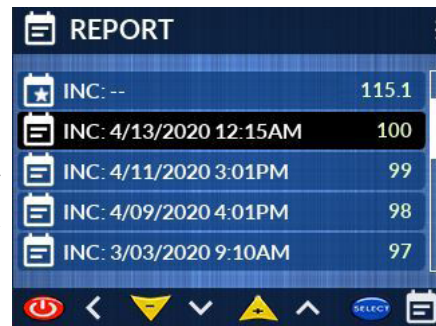 REPORT
INC: -- 115.1
INC: 4/13/2020 12:15AM 100
INC: 4/11/2020 3:01PM 99
INC: 4/09/2020 4:01PM 98
INC: 3/03/2020 9:10AM 97
SELECT